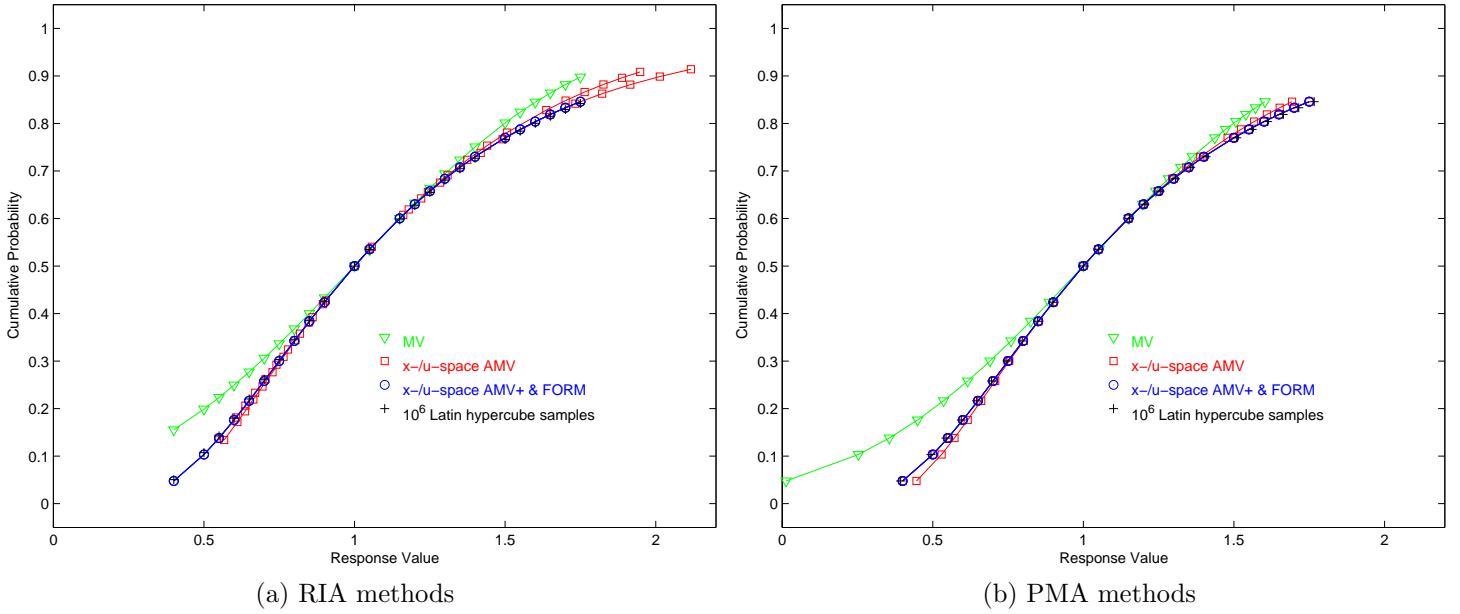 1
0.9
0.8
0.7
0.6
0.5
0.4
0.3
0.2
0.1
0
Cumulative Probability
MV
x−/u−space AMV
x−/u−space AMV+ & FORM
10^6 Latin hypercube samples
0 0.5 1 1.5 2
Response Value
(a) RIA methods
1
0.9
0.8
0.7
0.6
0.5
0.4
0.3
0.2
0.1
0
Cumulative Probability
MV
x−/u−space AMV
x−/u−space AMV+ & FORM
10^6 Latin hypercube samples
0 0.5 1 1.5 2
Response Value
(b) PMA methods